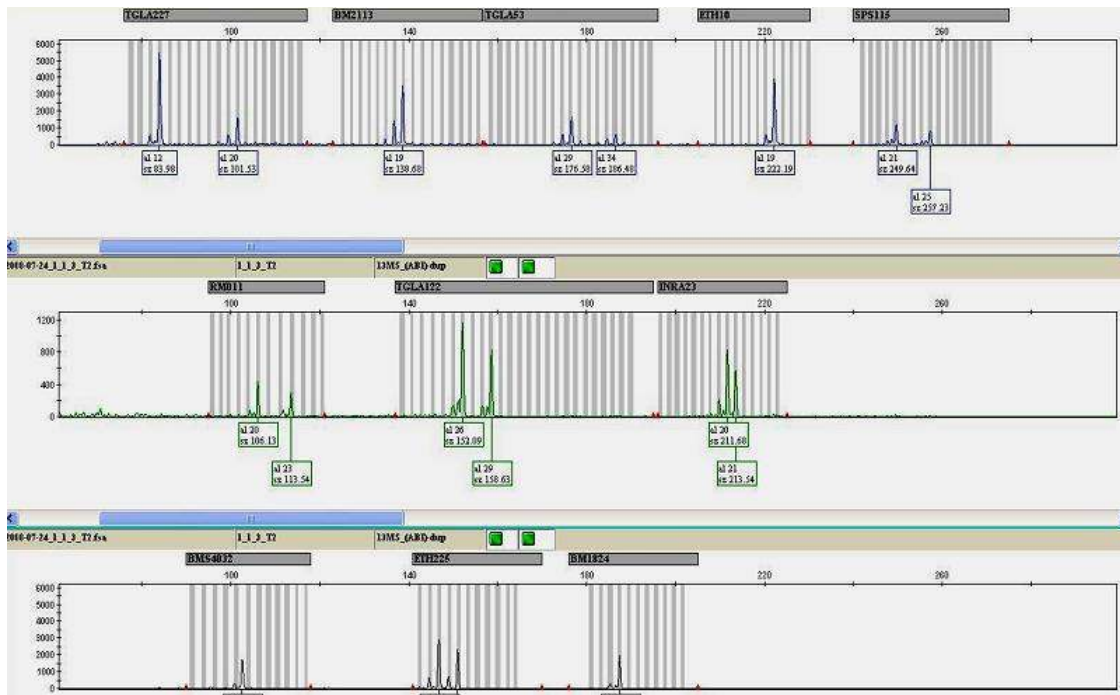 TGLA227 BM2113 TGLA53 ETH10 SPS115
100 140 180 220 260
6000
5000
4000
3000
2000
1000
0
al 12 al 20 al 19 al 29 al 34 al 19 al 21
sz 83.98 sz 101.53 sz 138.68 sz 176.58 sz 186.48 sz 222.19 sz 249.64
al 25
sz 257.23
1_1_3_T2
RM011 TGLA122 INRA23
100 140 180 220 260
1200
800
400
0
al 20 al 26 al 20
sz 106.13 sz 152.09 sz 211.68
al 23 al 29 al 21
sz 113.54 sz 158.63 sz 213.54
1_1_3_T2
BMS4032 ETH225 BM1824
100 140 180 220 260
6000
5000
4000
3000
2000
1000
0